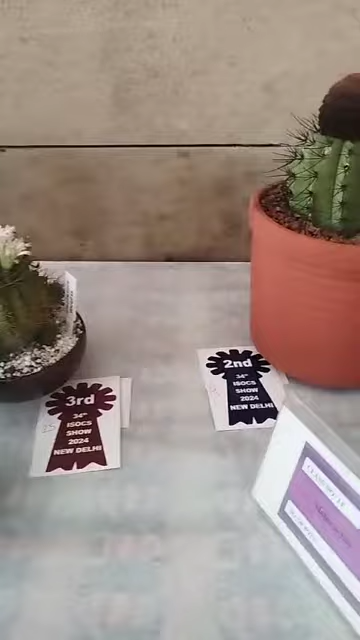 3rd
34th
ISOCS
SHOW
2024
NEW DELHI
2nd
34th
ISOCS
SHOW
2024
NEW DELHI